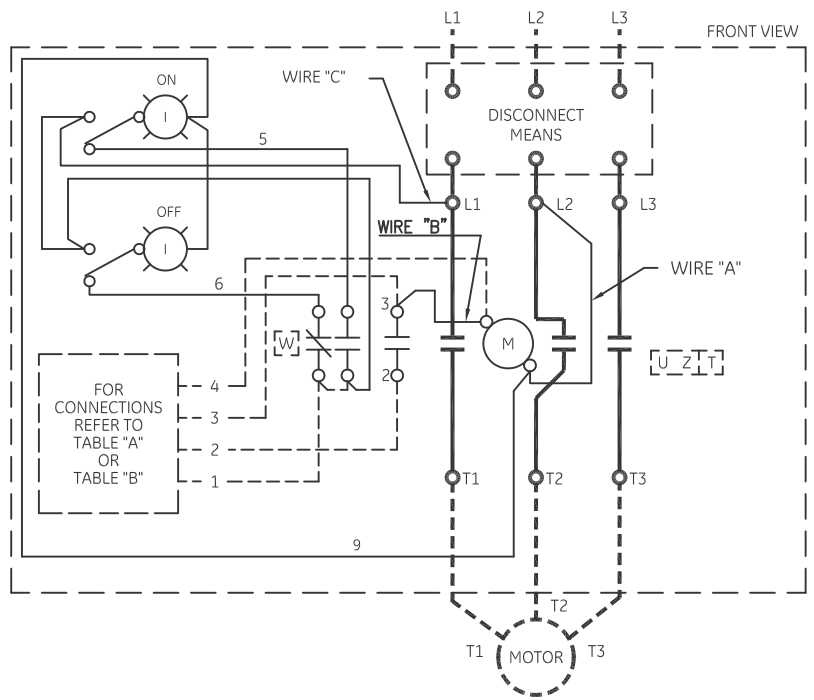 L1 L2 L3
FRONT VIEW
ON
WIRE "C"
I
DISCONNECT
MEANS
5
L1 L2 L3
OFF
WIRE "B"
I
WIRE "A"
6
3
W
M
U Z T
FOR
CONNECTIONS
REFER TO
TABLE "A"
OR
TABLE "B"
4
2
3
2
1
T1 T2 T3
9
T2
T1 MOTOR T3